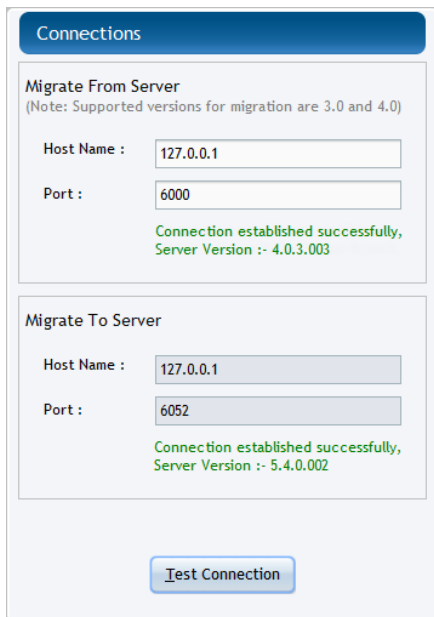 Connections
Migrate From Server
(Note: Supported versions for migration are 3.0 and 4.0)
Host Name : 127.0.0.1
Port : 6000
Connection established successfully,
Server Version :- 4.0.3.003
Migrate To Server
Host Name : 127.0.0.1
Port : 6052
Connection established successfully,
Server Version :- 5.4.0.002
Test Connection